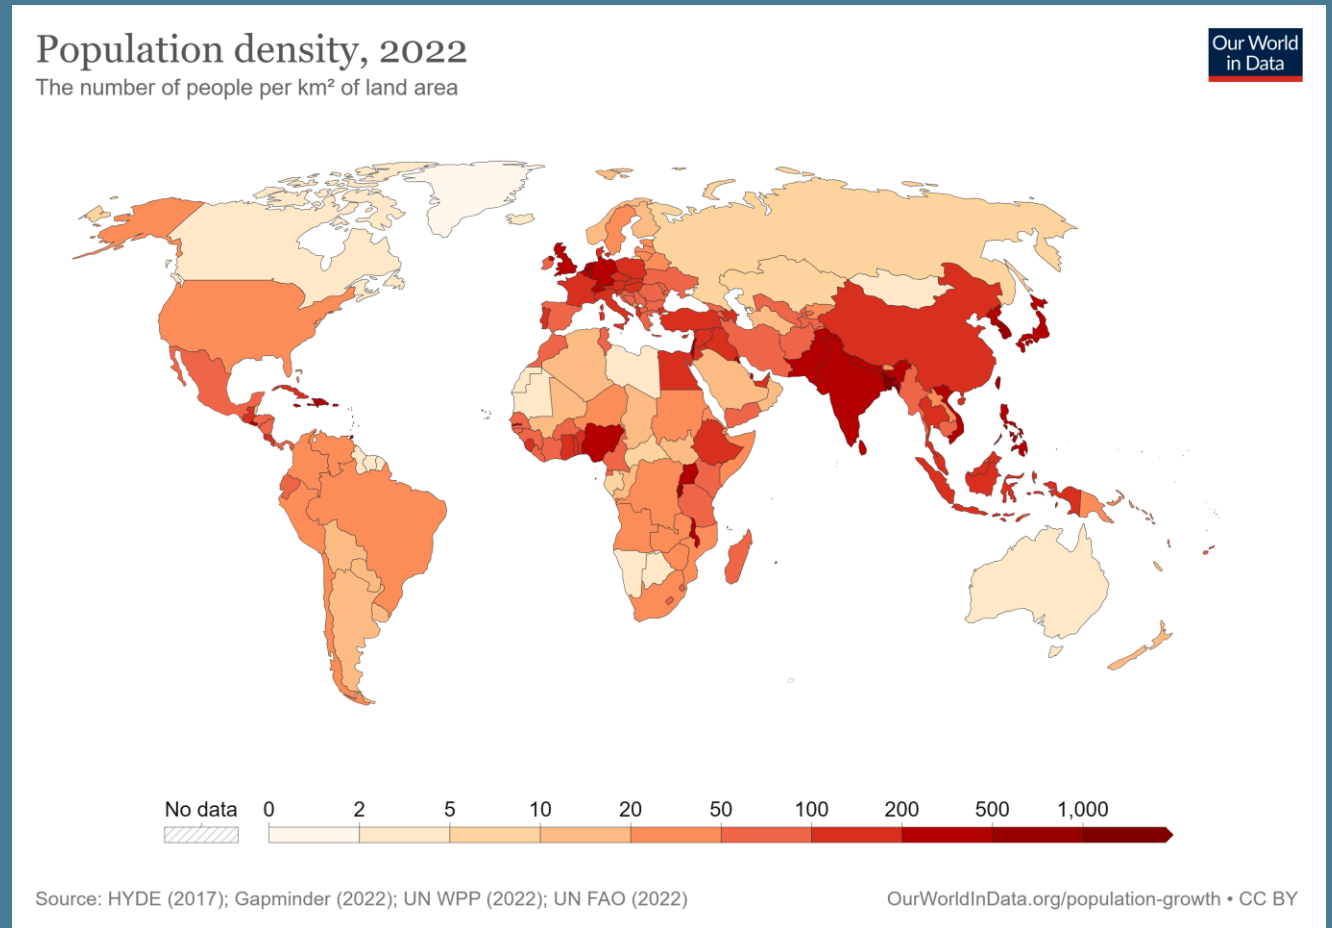 Population density, 2022
The number of people per km² of land area
Our World
in Data
No data 0 2 5 10 20 50 100 200 500 1,000
Source: HYDE (2017); Gapminder (2022); UN WPP (2022); UN FAO (2022)
OurWorldInData.org/population-growth • CC BY